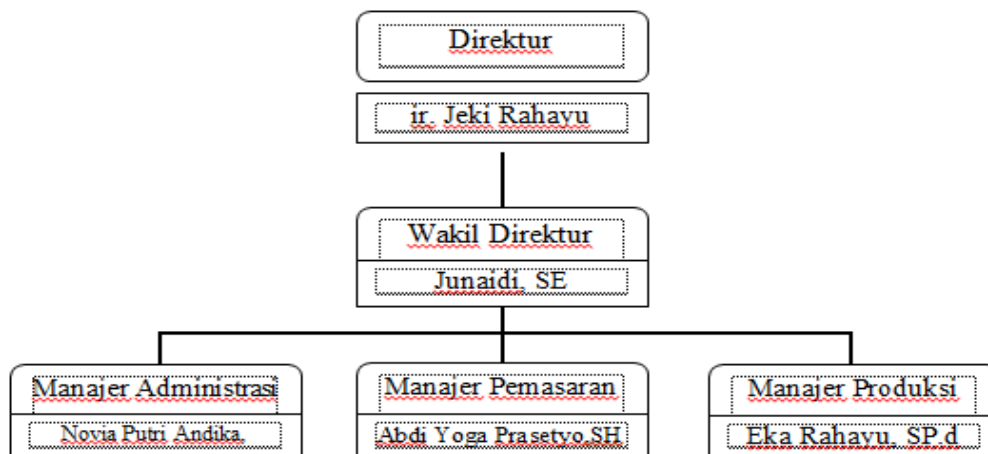 Direktur
ir. Jeki Rahayu
Wakil Direktur
Junaidi, SE
Manajer Administrasi
Manajer Pemasaran
Manajer Produksi
Novia Putri Andika,
Abdi Yoga Prasetyo,SH
Eka Rahayu, SP.d